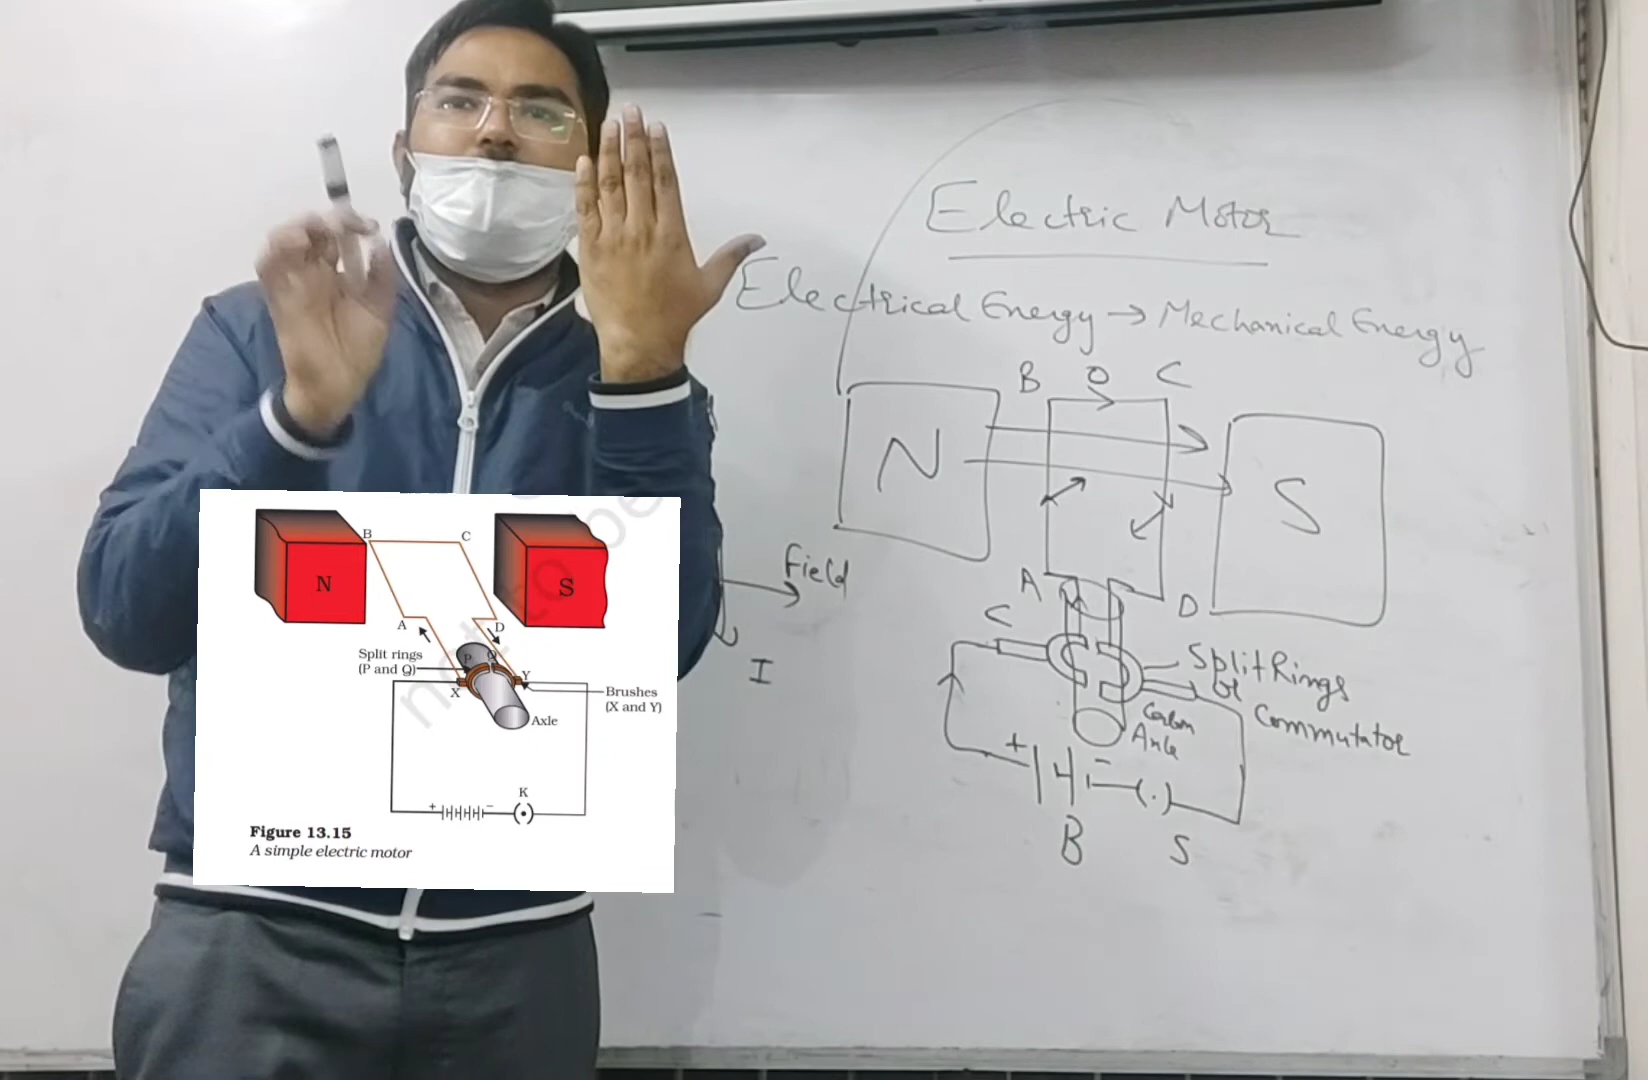 Electric Motor
Electrical Energy → Mechanical Energy
B
C
N
S
A
D
C
Split Rings
or
Commutator
Carbon
Axle
+
-
(.)
B
S
Field
I
B
C
N
S
A
D
Split rings
(P and Q)
P
Q
X
Y
Brushes
(X and Y)
Axle
K
+
−
(•)
Figure 13.15
A simple electric motor